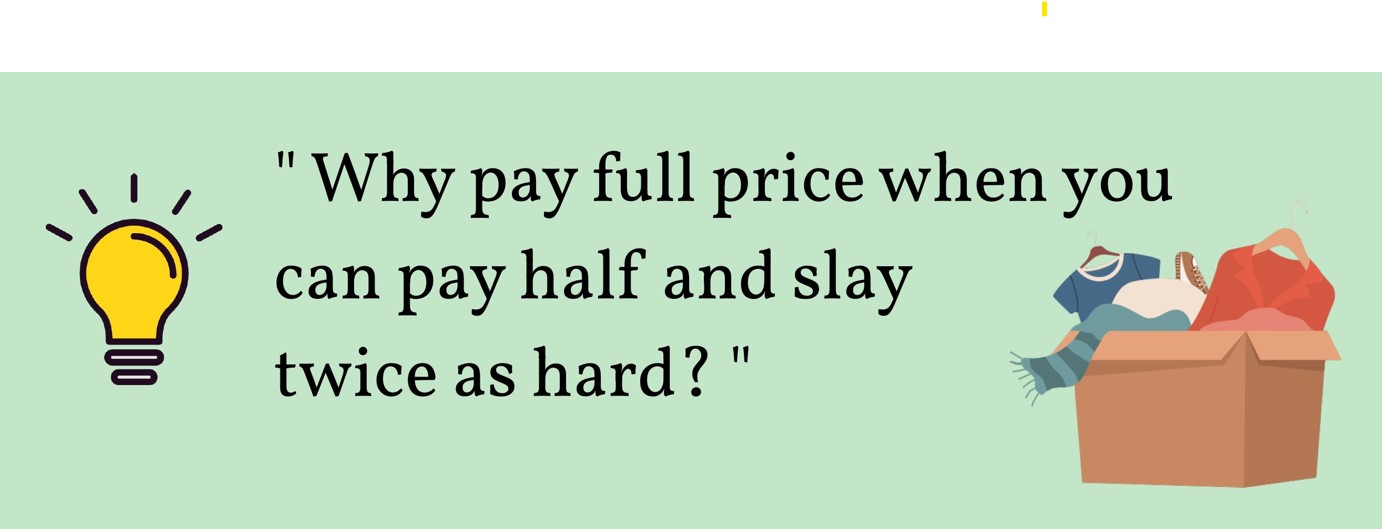 " Why pay full price when you
can pay half and slay
twice as hard? "